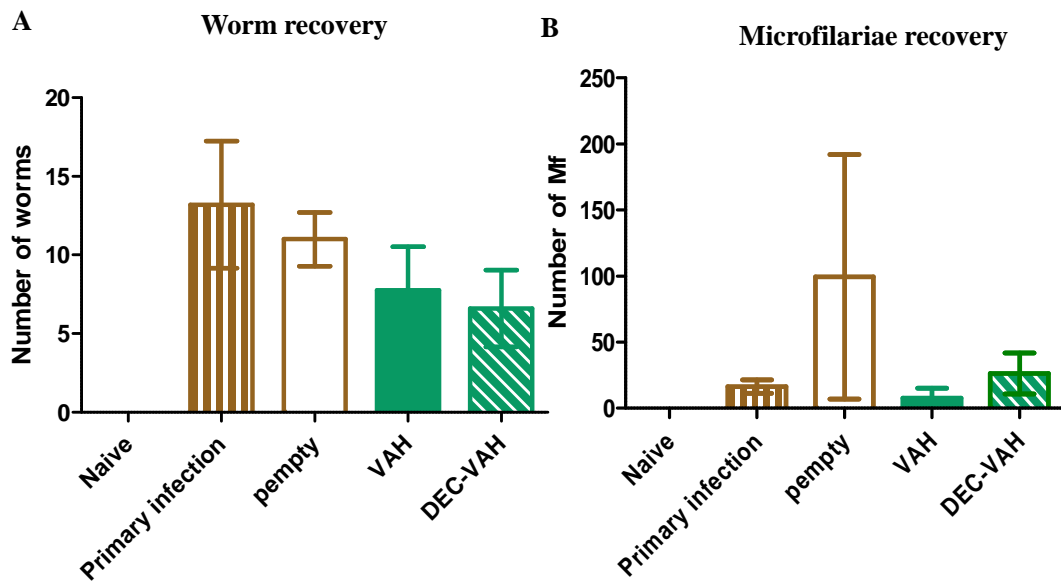 A
Worm recovery
Number of worms
20
15
10
5
0
Naive
Primary infection
pempty
VAH
DEC-VAH
B
Microfilariae recovery
Number of Mf
250
200
150
100
50
0
Naive
Primary infection
pempty
VAH
DEC-VAH